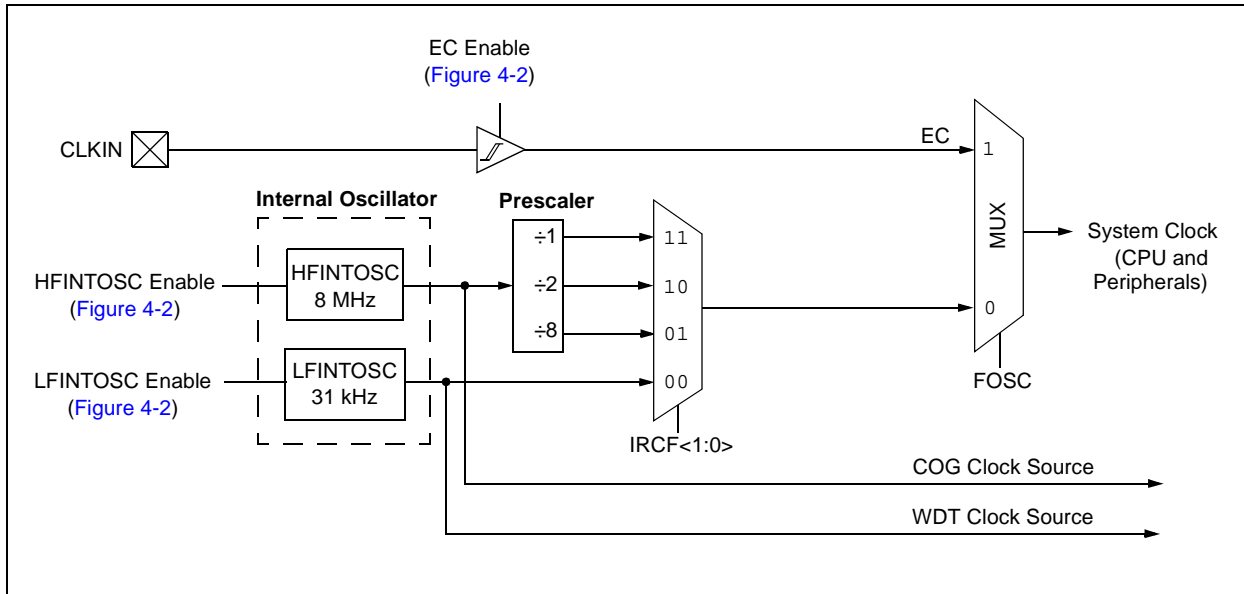 EC Enable
(Figure 4-2)
CLKIN
EC
1
MUX
0
FOSC
System Clock
(CPU and
Peripherals)
Internal Oscillator
Prescaler
HFINTOSC Enable
(Figure 4-2)
HFINTOSC
8 MHz
÷1
÷2
÷8
11
10
01
00
LFINTOSC Enable
(Figure 4-2)
LFINTOSC
31 kHz
IRCF<1:0>
COG Clock Source
WDT Clock Source